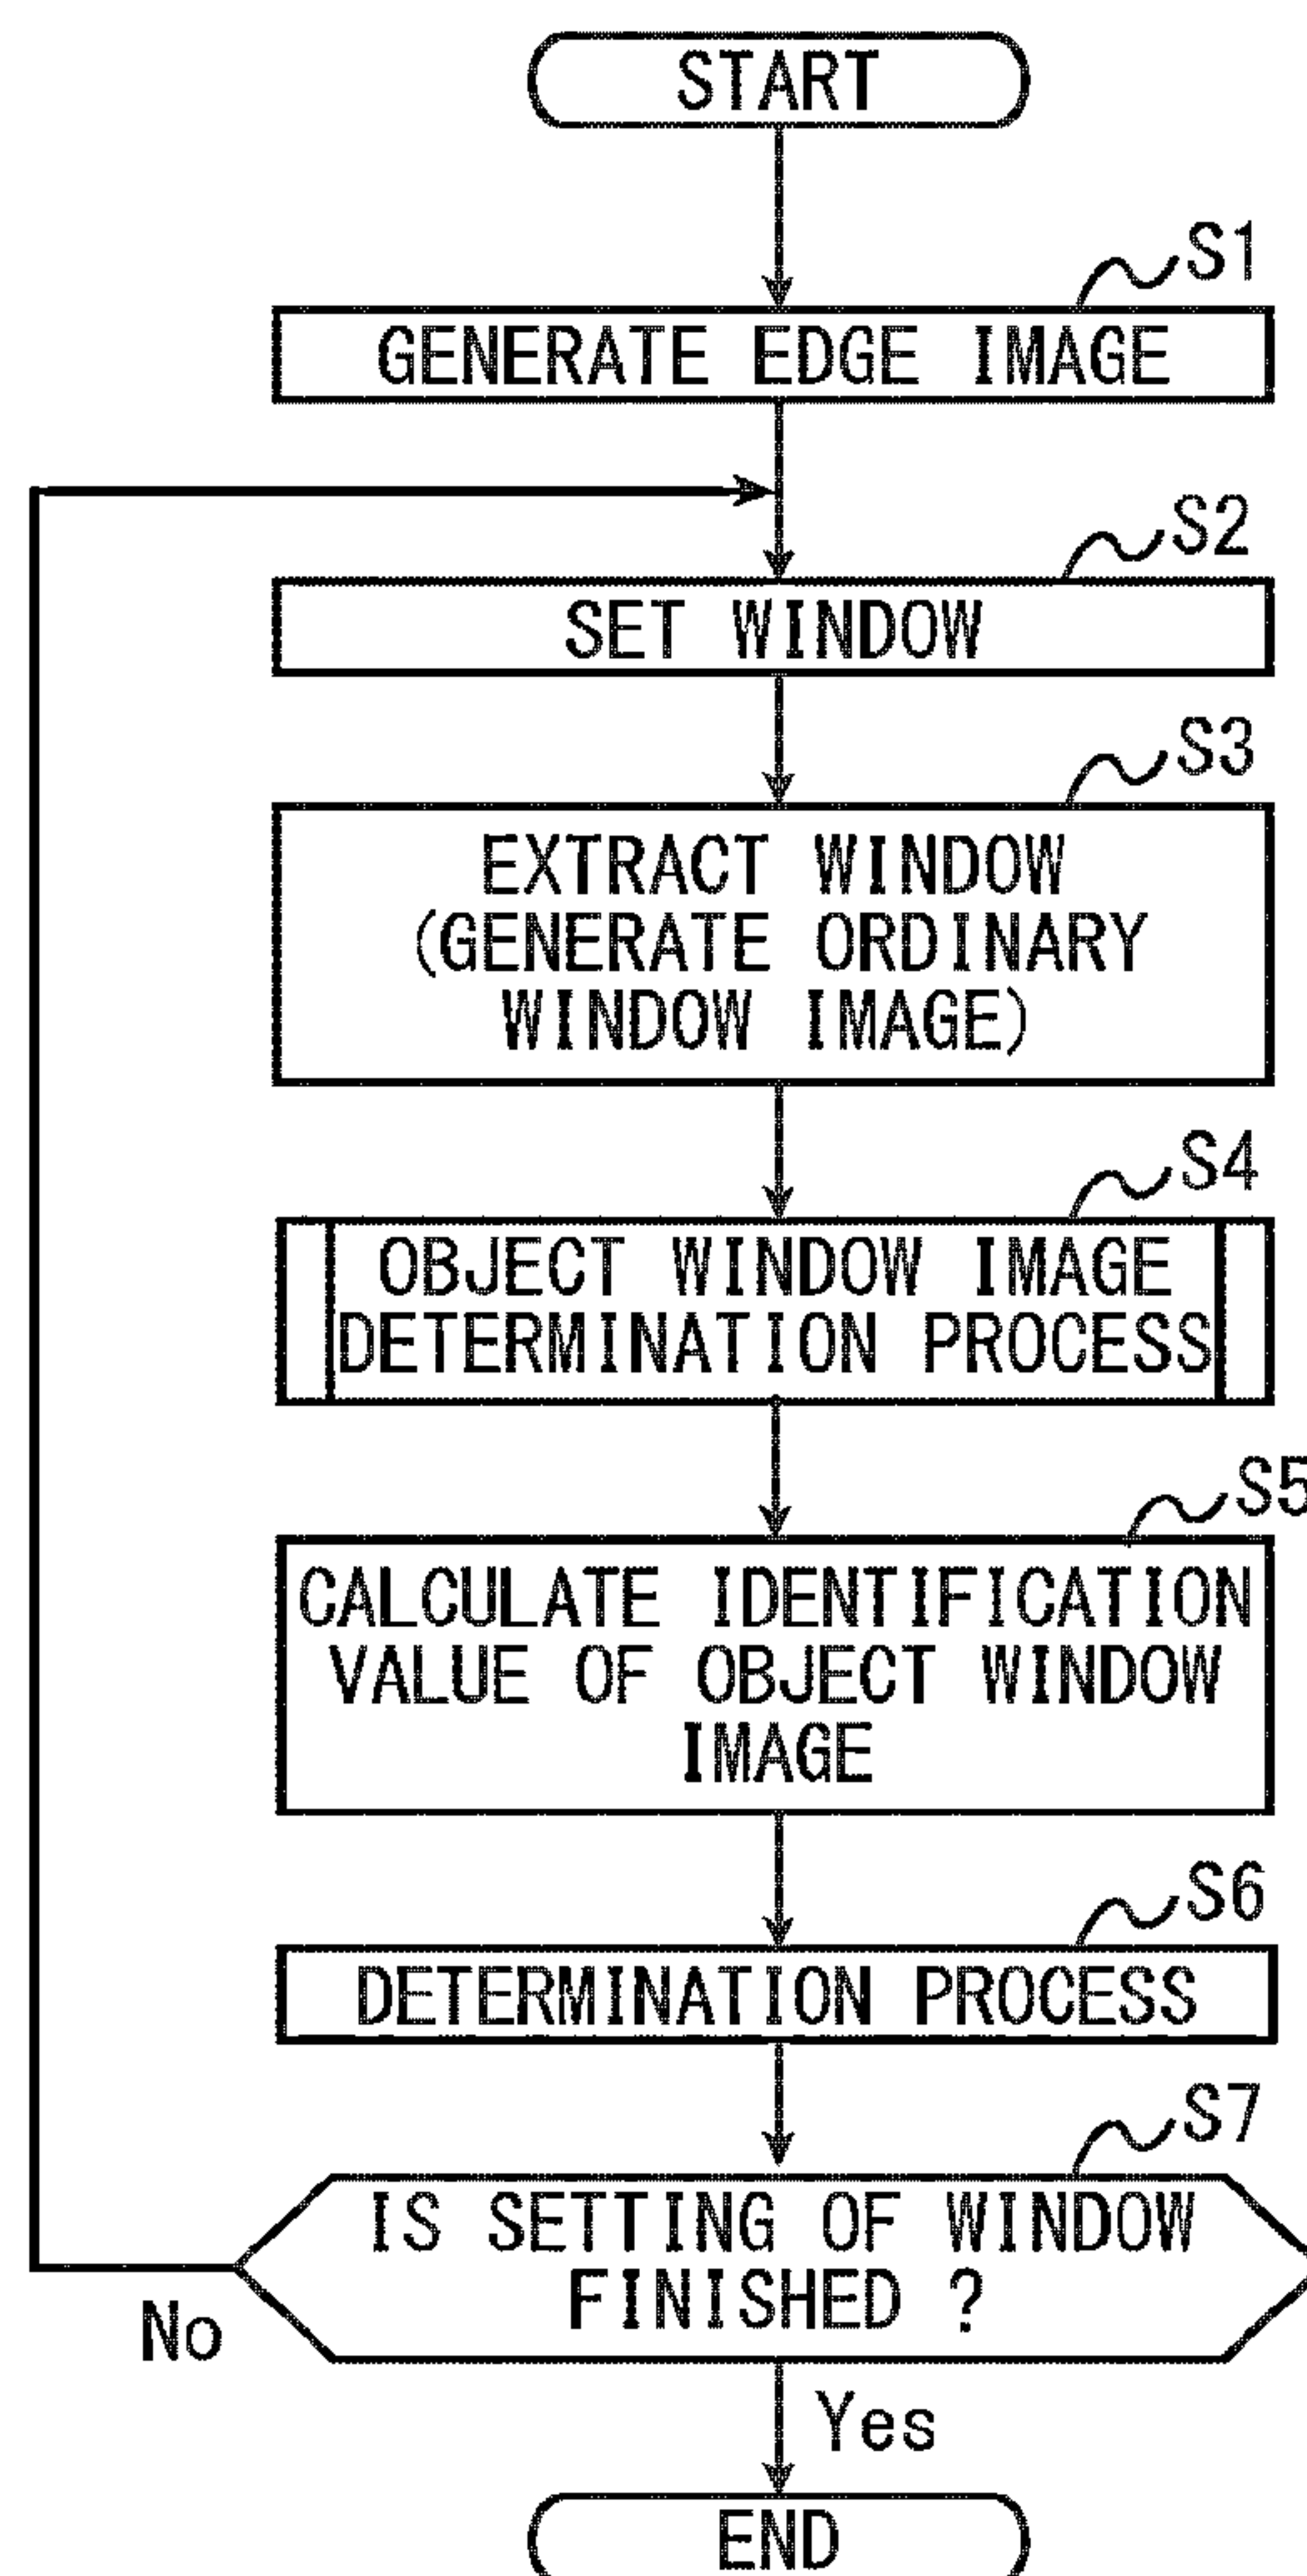 START
S1
GENERATE EDGE IMAGE
S2
SET WINDOW
S3
EXTRACT WINDOW
(GENERATE ORDINARY
WINDOW IMAGE)
S4
OBJECT WINDOW IMAGE
DETERMINATION PROCESS
S5
CALCULATE IDENTIFICATION
VALUE OF OBJECT WINDOW
IMAGE
S6
DETERMINATION PROCESS
S7
IS SETTING OF WINDOW
FINISHED ?
No
Yes
END